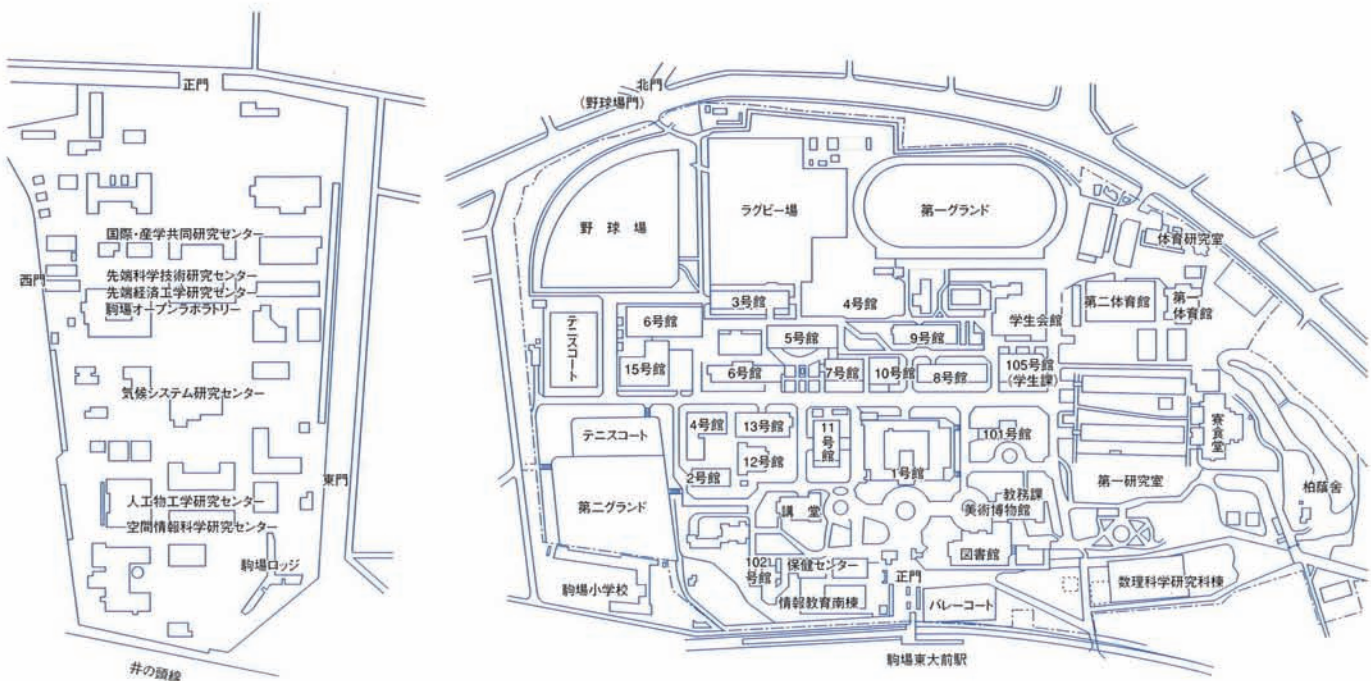 正門
国際・産学共同研究センター
西門
先端科学技術研究センター
先端経済工学研究センター
駒場オープンラボラトリー
気候システム研究センター
人工物工学研究センター
東門
空間情報科学研究センター
駒場ロッジ
井の頭線
北門
(野球場門)
野球場
ラグビー場
第一グランド
体育研究室
3号館
4号館
学生会館
第二体育館
第一
体育館
テニスコート
6号館
5号館
9号館
15号館
6号館
7号館
10号館
8号館
105号館
(学生課)
テニスコート
4号館
13号館
11
号
館
101号館
寮食堂
12号館
2号館
1号館
第一研究室
柏蔭舎
第二グランド
講堂
教務課
美術博物館
図書館
102
号館
保健センター
正門
駒場小学校
情報教育南棟
バレーコート
数理科学研究科棟
駒場東大前駅